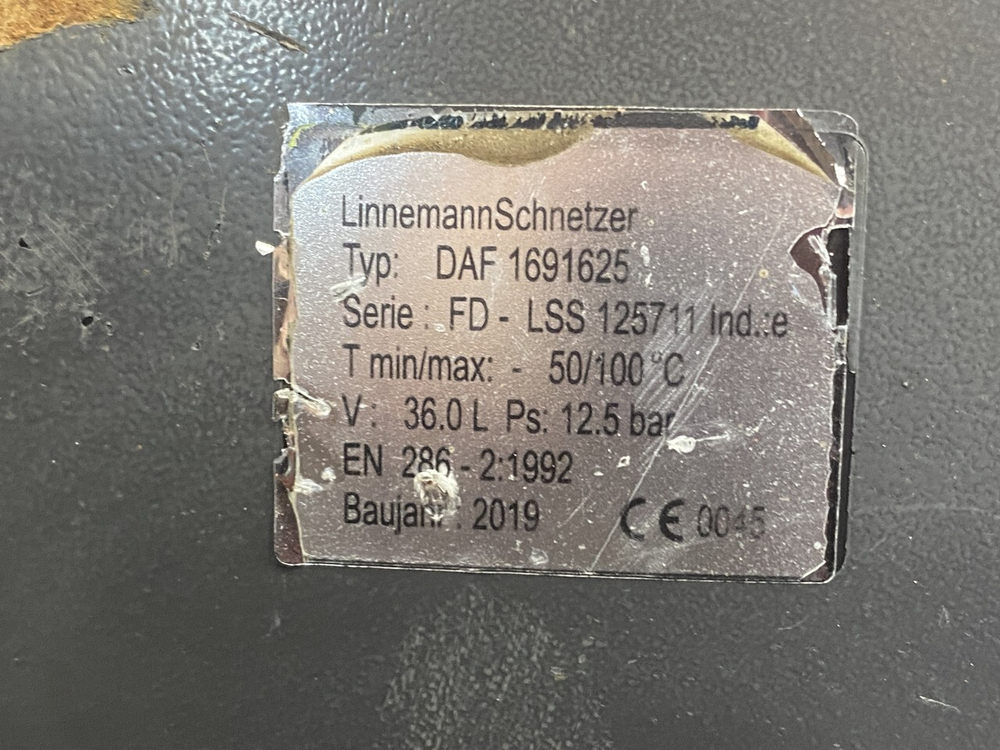 LinnemannSchnetzer
Typ: DAF 1691625
Serie : FD - LSS 125711 Ind.:e
T min/max: - 50/100 °C
V : 36.0 L Ps: 12.5 bar
EN 286 - 2:1992
Baujahr : 2019 CE 0045